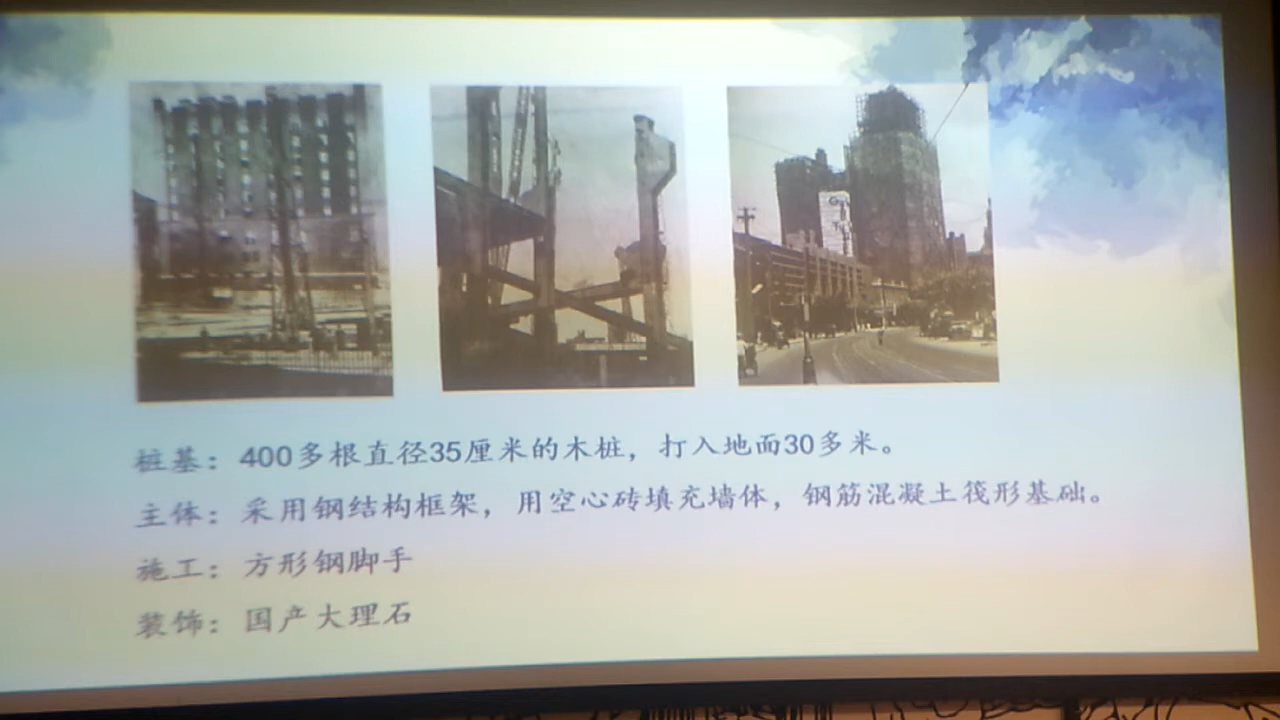 桩基：400多根直径35厘米的木桩，打入地面30多米。
主体：采用钢结构框架，用空心砖填充墙体，钢筋混凝土筏形基础。
施工：方形钢脚手
装饰：国产大理石